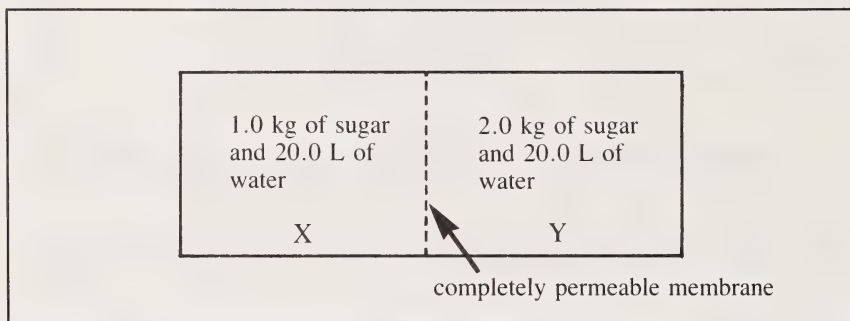 1.0 kg of sugar
and 20.0 L of
water
X
2.0 kg of sugar
and 20.0 L of
water
Y
completely permeable membrane